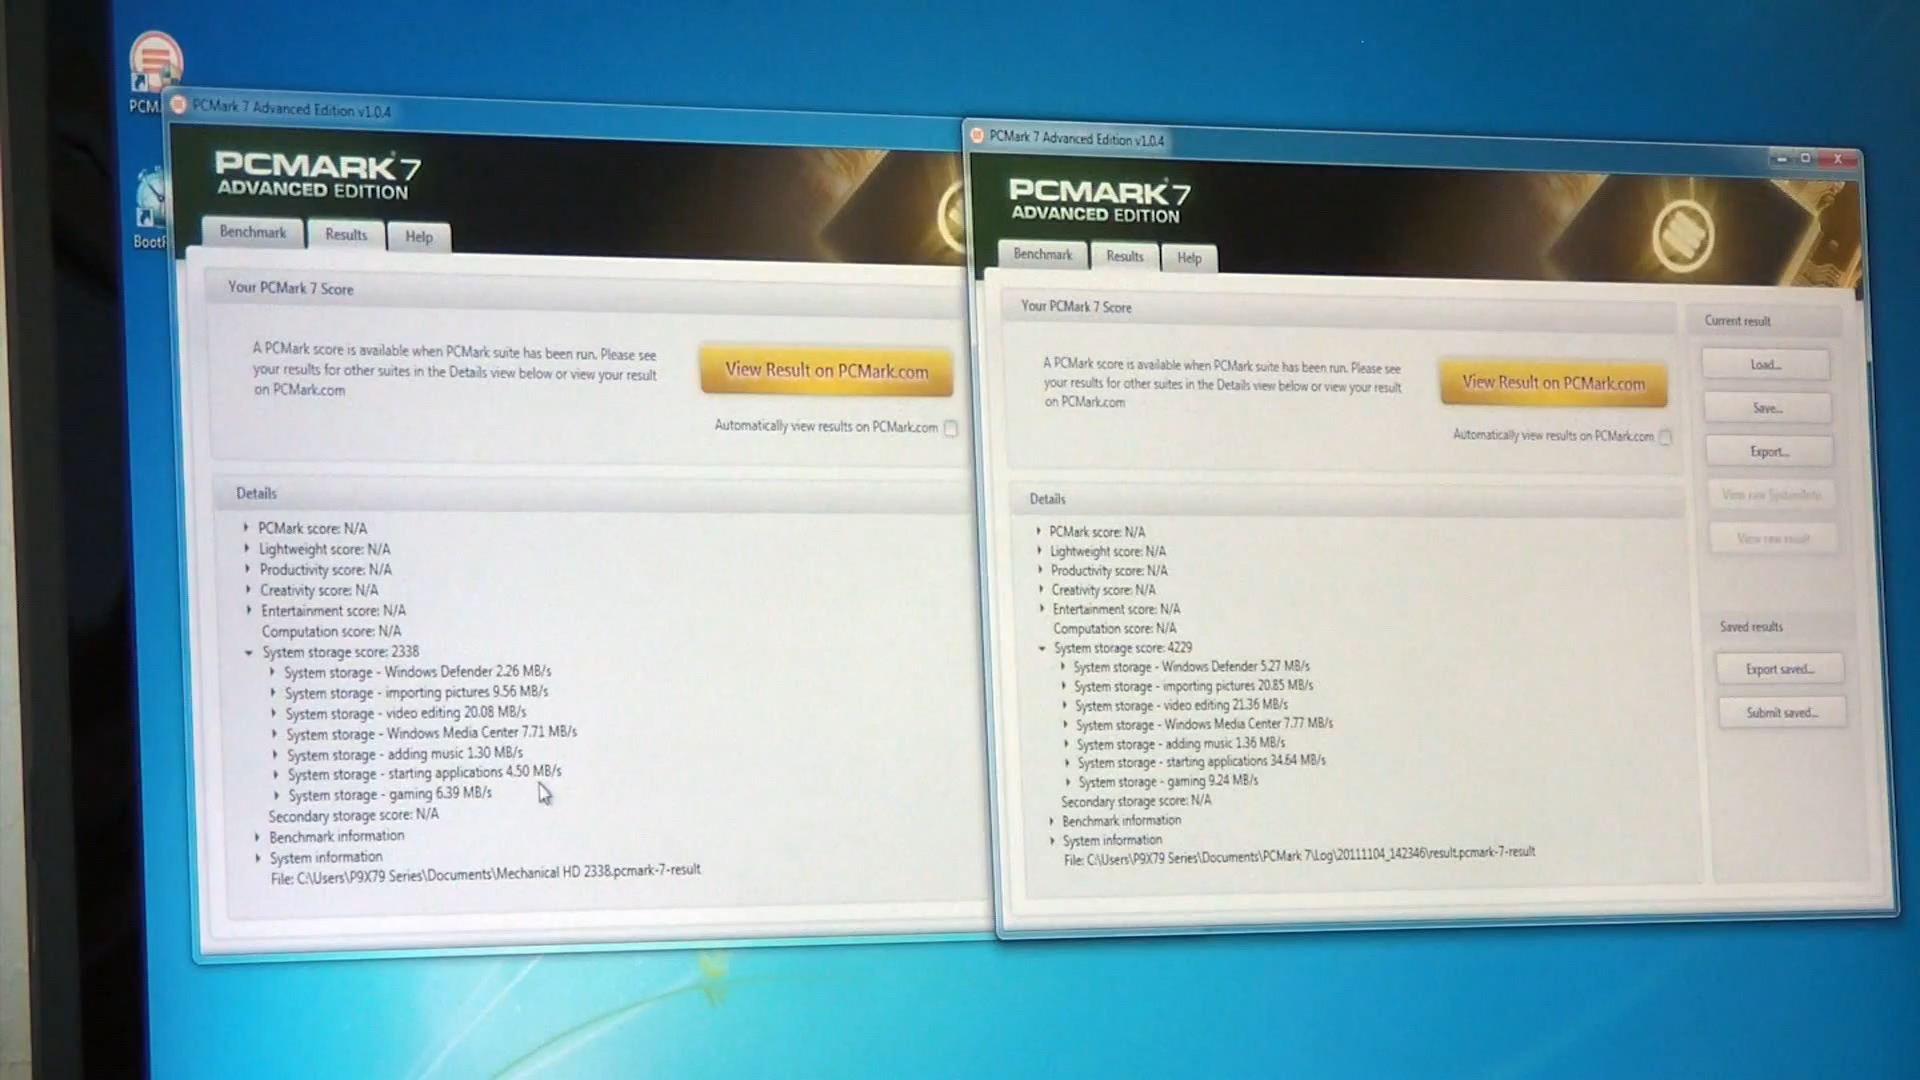 PCM
BootR
PCMark 7 Advanced Edition v1.0.4
PCMARK 7
ADVANCED EDITION
Benchmark
Results
Help
Your PCMark 7 Score
A PCMark score is available when PCMark suite has been run. Please see
your results for other suites in the Details view below or view your result
on PCMark.com
View Result on PCMark.com
Automatically view results on PCMark.com
Details
PCMark score: N/A
Lightweight score: N/A
Productivity score: N/A
Creativity score: N/A
Entertainment score: N/A
Computation score: N/A
System storage score: 2338
System storage - Windows Defender 2.26 MB/s
System storage - importing pictures 9.56 MB/s
System storage - video editing 20.08 MB/s
System storage - Windows Media Center 7.71 MB/s
System storage - adding music 1.30 MB/s
System storage - starting applications 4.50 MB/s
System storage - gaming 6.39 MB/s
Secondary storage score: N/A
Benchmark information
System information
File: C:\Users\P9X79 Series\Documents\Mechanical HD 2338.pcmark-7-result
PCMark 7 Advanced Edition v1.0.4
PCMARK 7
ADVANCED EDITION
Benchmark
Results
Help
Your PCMark 7 Score
A PCMark score is available when PCMark suite has been run. Please see
your results for other suites in the Details view below or view your result
on PCMark.com
View Result on PCMark.com
Automatically view results on PCMark.com
Details
PCMark score: N/A
Lightweight score: N/A
Productivity score: N/A
Creativity score: N/A
Entertainment score: N/A
Computation score: N/A
System storage score: 4229
System storage - Windows Defender 5.27 MB/s
System storage - importing pictures 20.85 MB/s
System storage - video editing 21.36 MB/s
System storage - Windows Media Center 7.77 MB/s
System storage - adding music 1.36 MB/s
System storage - starting applications 34.64 MB/s
System storage - gaming 9.24 MB/s
Secondary storage score: N/A
Benchmark information
System information
File: C:\Users\P9X79 Series\Documents\PCMark 7\Log\20111104_142346\result.pcmark-7-result
Current result
Load...
Save...
Export...
View raw SystemInfo
View raw result
Saved results
Export saved...
Submit saved...